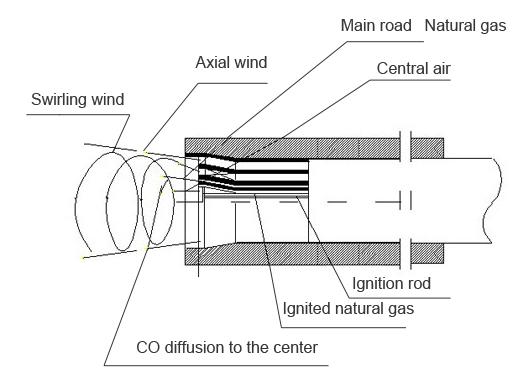 Main road Natural gas
Axial wind
Central air
Swirling wind
Ignition rod
Ignited natural gas
CO diffusion to the center